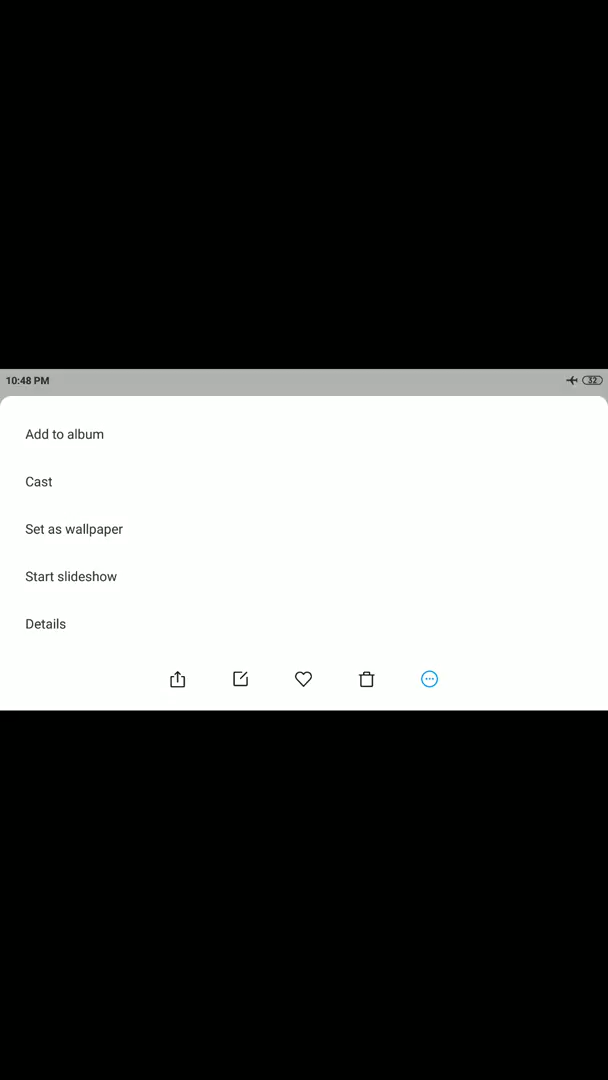 10:48 PM
32
Add to album
Cast
Set as wallpaper
Start slideshow
Details